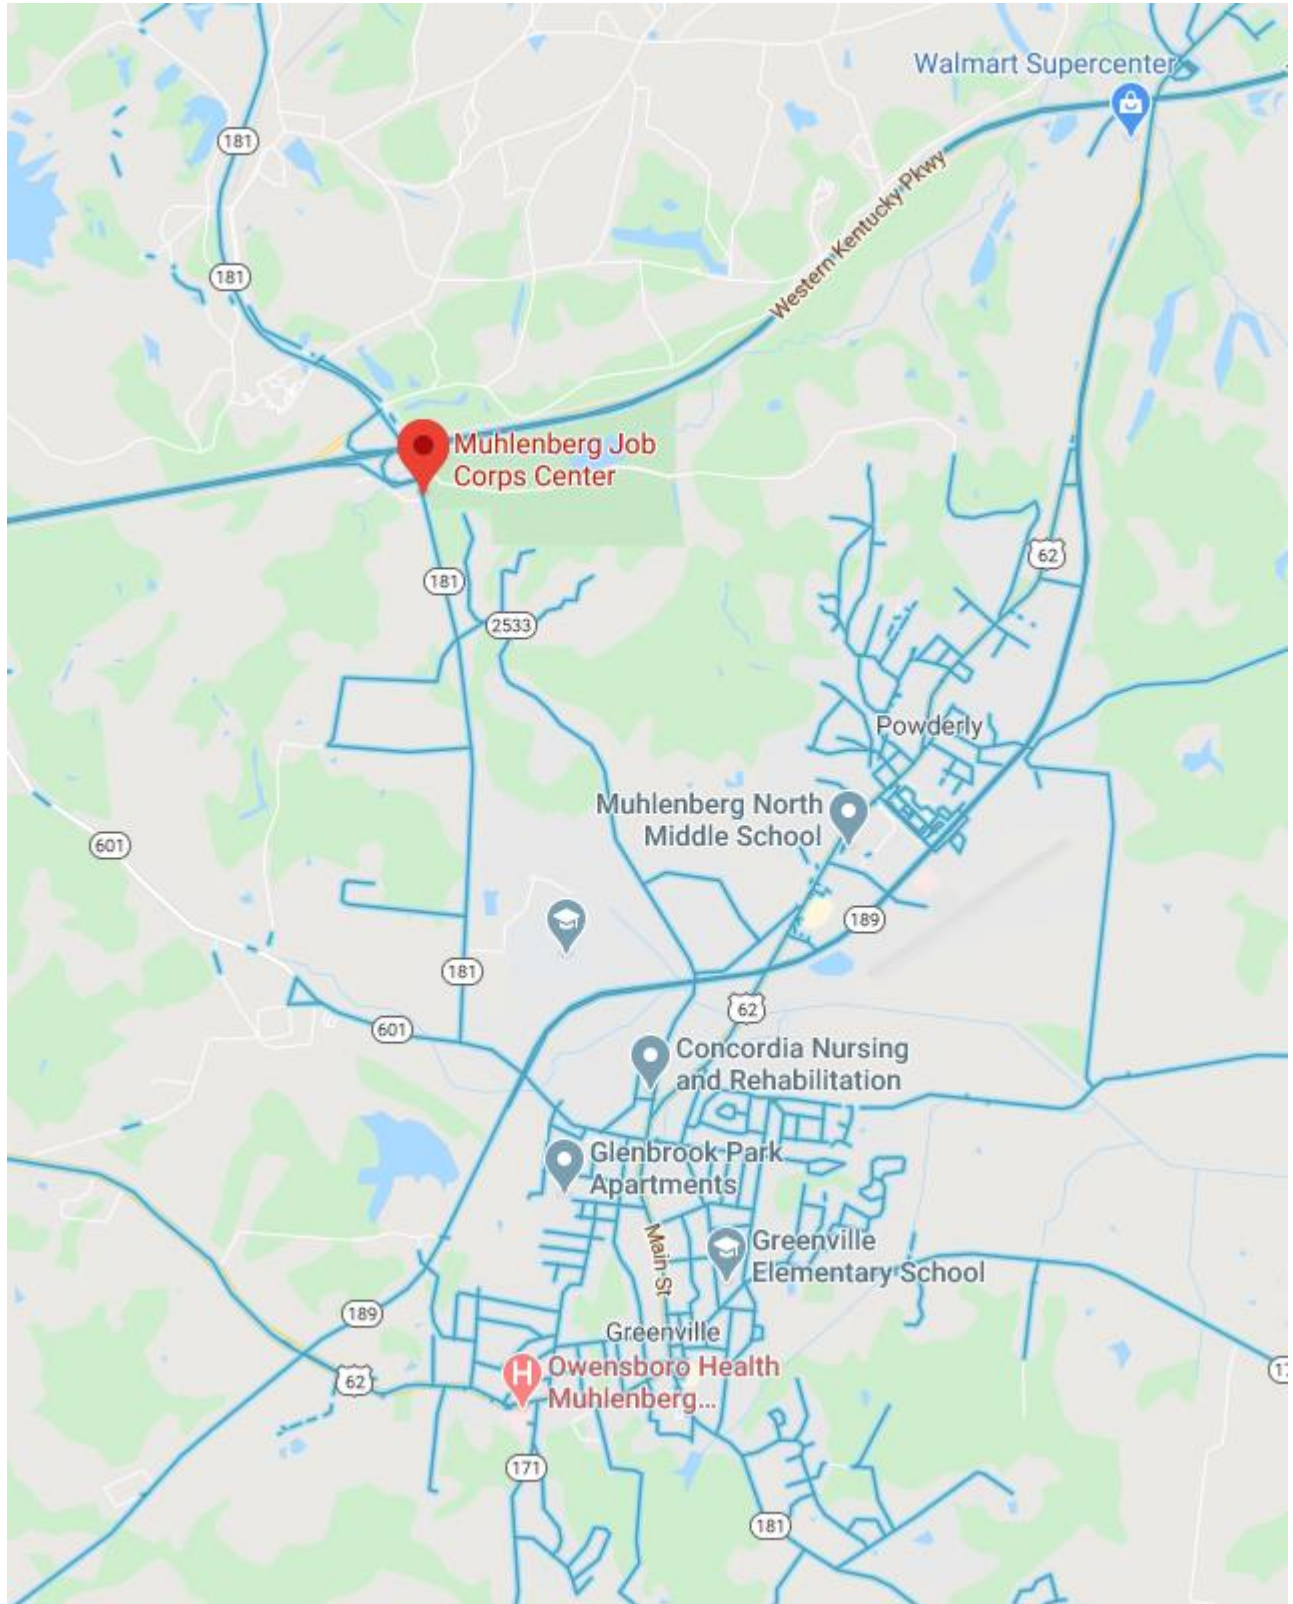 Walmart Supercenter
181
Western Kentucky Pkwy
181
Muhlenberg Job
Corps Center
62
181
2533
Powderly
Muhlenberg North
Middle School
601
189
181
62
601
Concordia Nursing
and Rehabilitation
Glenbrook Park
Apartments
Main St
Greenville
Elementary School
189
Greenville
Owensboro Health
Muhlenberg...
62
171
181